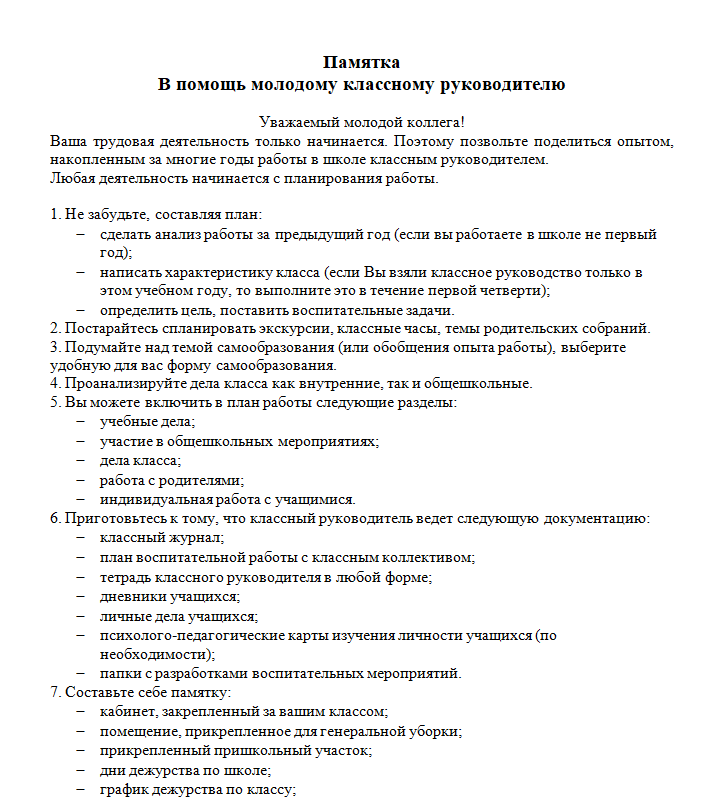 Памятка
В помощь молодому классному руководителю
Уважаемый молодой коллега!
Ваша трудовая деятельность только начинается. Поэтому позвольте поделиться опытом,
накопленным за многие годы работы в школе классным руководителем.
Любая деятельность начинается с планирования работы.
1. Не забудьте, составляя план:
− сделать анализ работы за предыдущий год (если вы работаете в школе не первый
год);
− написать характеристику класса (если Вы взяли классное руководство только в
этом учебном году, то выполните это в течение первой четверти);
− определить цель, поставить воспитательные задачи.
2. Постарайтесь спланировать экскурсии, классные часы, темы родительских собраний.
3. Подумайте над темой самообразования (или обобщения опыта работы), выберите
удобную для вас форму самообразования.
4. Проанализируйте дела класса как внутренние, так и общешкольные.
5. Вы можете включить в план работы следующие разделы:
− учебные дела;
− участие в общешкольных мероприятиях;
− дела класса;
− работа с родителями;
− индивидуальная работа с учащимися.
6. Приготовьтесь к тому, что классный руководитель ведет следующую документацию:
− классный журнал;
− план воспитательной работы с классным коллективом;
− тетрадь классного руководителя в любой форме;
− дневники учащихся;
− личные дела учащихся;
− психолого-педагогические карты изучения личности учащихся (по
необходимости);
− папки с разработками воспитательных мероприятий.
7. Составьте себе памятку:
− кабинет, закрепленный за вашим классом;
− помещение, прикрепленное для генеральной уборки;
− прикрепленный пришкольный участок;
− дни дежурства по школе;
− график дежурства по классу;